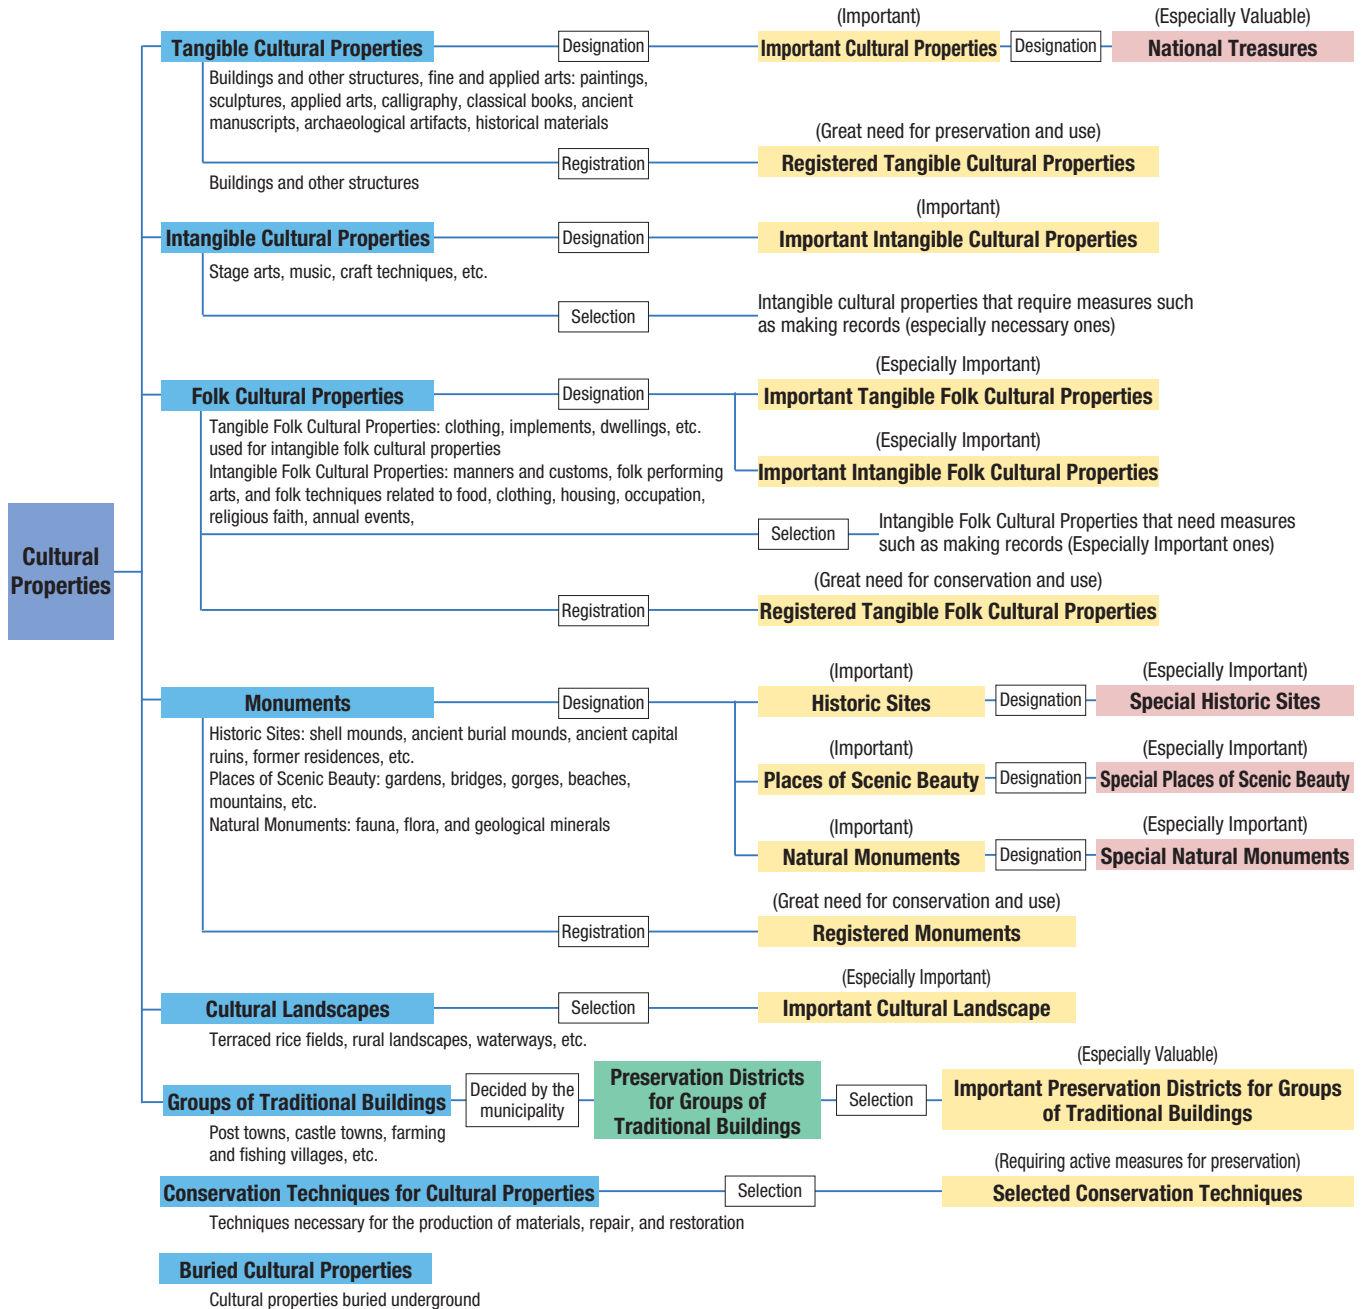 Cultural
Properties
(Important)
(Especially Valuable)
Tangible Cultural Properties
Designation
Important Cultural Properties
Designation
National Treasures
Buildings and other structures, fine and applied arts: paintings,
sculptures, applied arts, calligraphy, classical books, ancient
manuscripts, archaeological artifacts, historical materials
(Great need for preservation and use)
Registration
Registered Tangible Cultural Properties
Buildings and other structures
(Important)
Intangible Cultural Properties
Designation
Important Intangible Cultural Properties
Stage arts, music, craft techniques, etc.
Selection
Intangible cultural properties that require measures such
as making records (especially necessary ones)
(Especially Important)
Folk Cultural Properties
Designation
Important Tangible Folk Cultural Properties
Tangible Folk Cultural Properties: clothing, implements, dwellings, etc.
used for intangible folk cultural properties
Intangible Folk Cultural Properties: manners and customs, folk performing
arts, and folk techniques related to food, clothing, housing, occupation,
religious faith, annual events,
(Especially Important)
Important Intangible Folk Cultural Properties
Selection
Intangible Folk Cultural Properties that need measures
such as making records (Especially Important ones)
(Great need for conservation and use)
Registration
Registered Tangible Folk Cultural Properties
(Important)
(Especially Important)
Monuments
Designation
Historic Sites
Designation
Special Historic Sites
Historic Sites: shell mounds, ancient burial mounds, ancient capital
ruins, former residences, etc.
Places of Scenic Beauty: gardens, bridges, gorges, beaches,
mountains, etc.
Natural Monuments: fauna, flora, and geological minerals
(Important)
(Especially Important)
Places of Scenic Beauty
Designation
Special Places of Scenic Beauty
(Important)
(Especially Important)
Natural Monuments
Designation
Special Natural Monuments
(Great need for conservation and use)
Registration
Registered Monuments
(Especially Important)
Cultural Landscapes
Selection
Important Cultural Landscape
Terraced rice fields, rural landscapes, waterways, etc.
(Especially Valuable)
Groups of Traditional Buildings
Decided by the
municipality
Preservation Districts
for Groups of
Traditional Buildings
Selection
Important Preservation Districts for Groups
of Traditional Buildings
Post towns, castle towns, farming
and fishing villages, etc.
(Requiring active measures for preservation)
Conservation Techniques for Cultural Properties
Selection
Selected Conservation Techniques
Techniques necessary for the production of materials, repair, and restoration
Buried Cultural Properties
Cultural properties buried underground